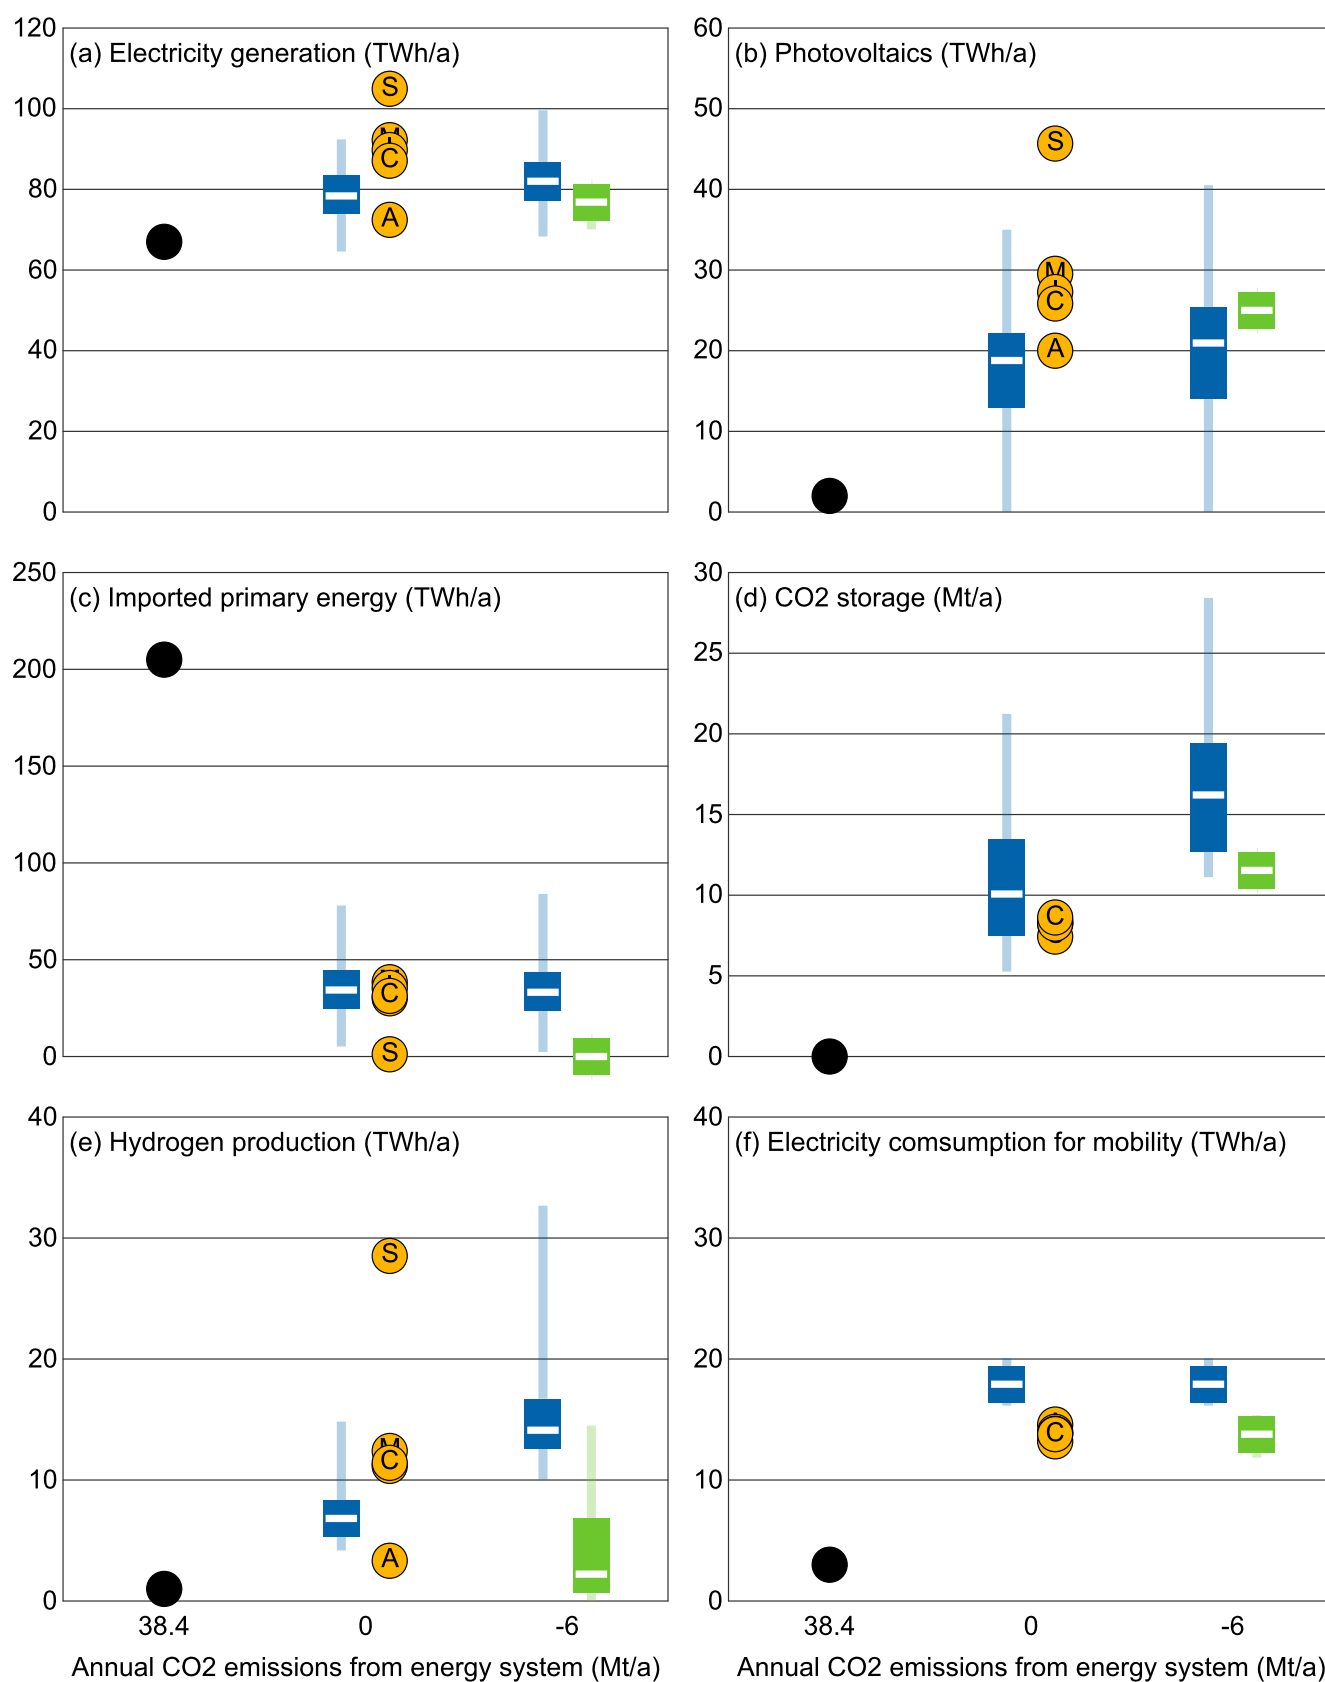 120
(a) Electricity generation (TWh/a)
100
80
60
40
20
0
S
M
C
A
60
(b) Photovoltaics (TWh/a)
50
40
30
20
10
0
S
M
C
A
250
(c) Imported primary energy (TWh/a)
200
150
100
50
0
C
S
30
(d) CO2 storage (Mt/a)
25
20
15
10
5
0
C
40
(e) Hydrogen production (TWh/a)
30
20
10
0
S
M
C
A
38.4 0 -6
Annual CO2 emissions from energy system (Mt/a)
40
(f) Electricity comsumption for mobility (TWh/a)
30
20
10
0
C
38.4 0 -6
Annual CO2 emissions from energy system (Mt/a)